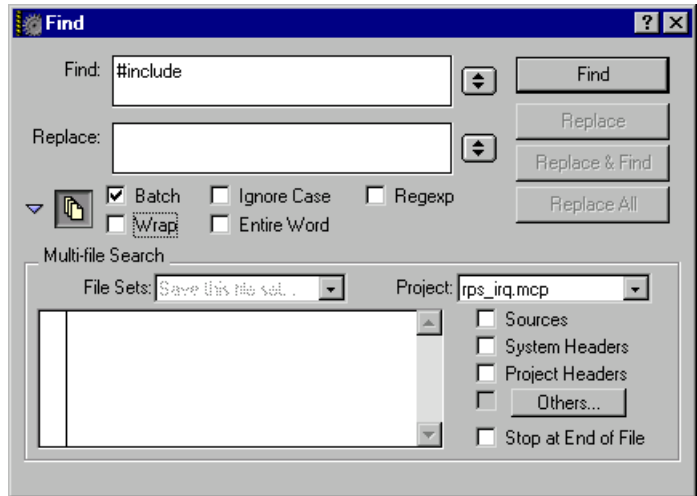 Find
Find: #include Find
Replace: Replace
Replace & Find
Batch Ignore Case Regexp Replace All
Wrap Entire Word
Multi-file Search
File Sets: Save this file set... Project: rps_irq.mcp
Sources
System Headers
Project Headers
Others...
Stop at End of File